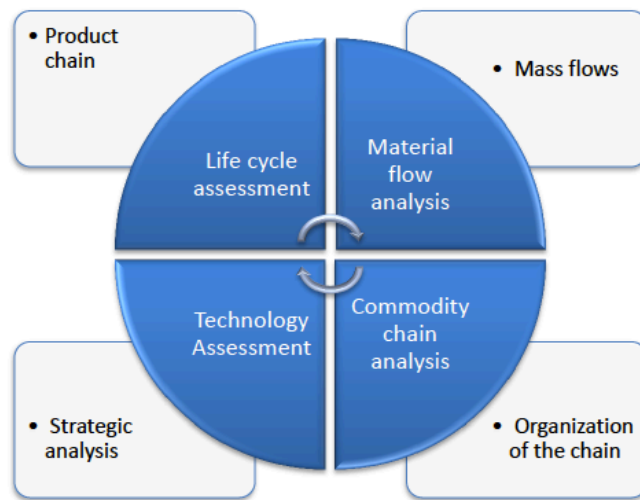 • Product
chain
• Mass flows
Life cycle
assessment
Material
flow
analysis
Technology
Assessment
Commodity
chain
analysis
• Strategic
analysis
• Organization
of the chain